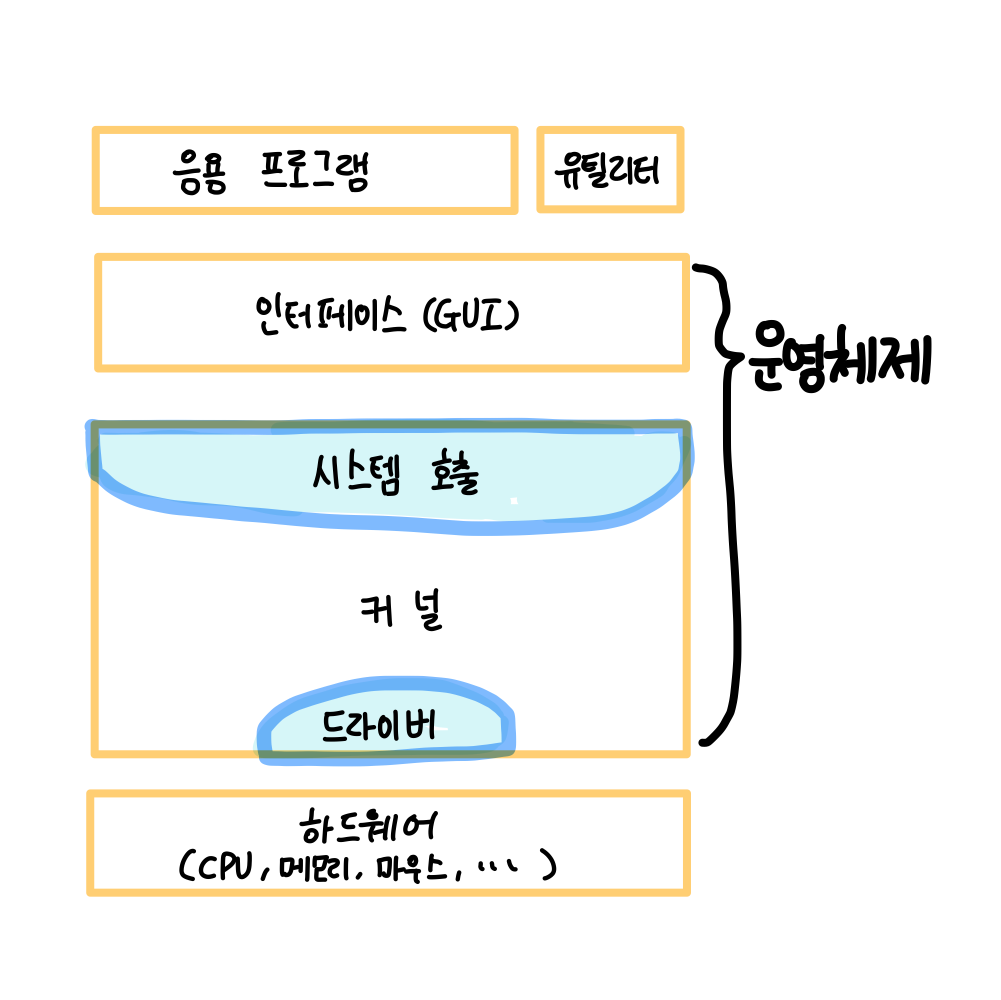 응용 프로그램
유틸리터
인터페이스 (GUI)
운영체제
시스템 호출
커널
드라이버
하드웨어
(CPU, 메모리, 마우스, ... )